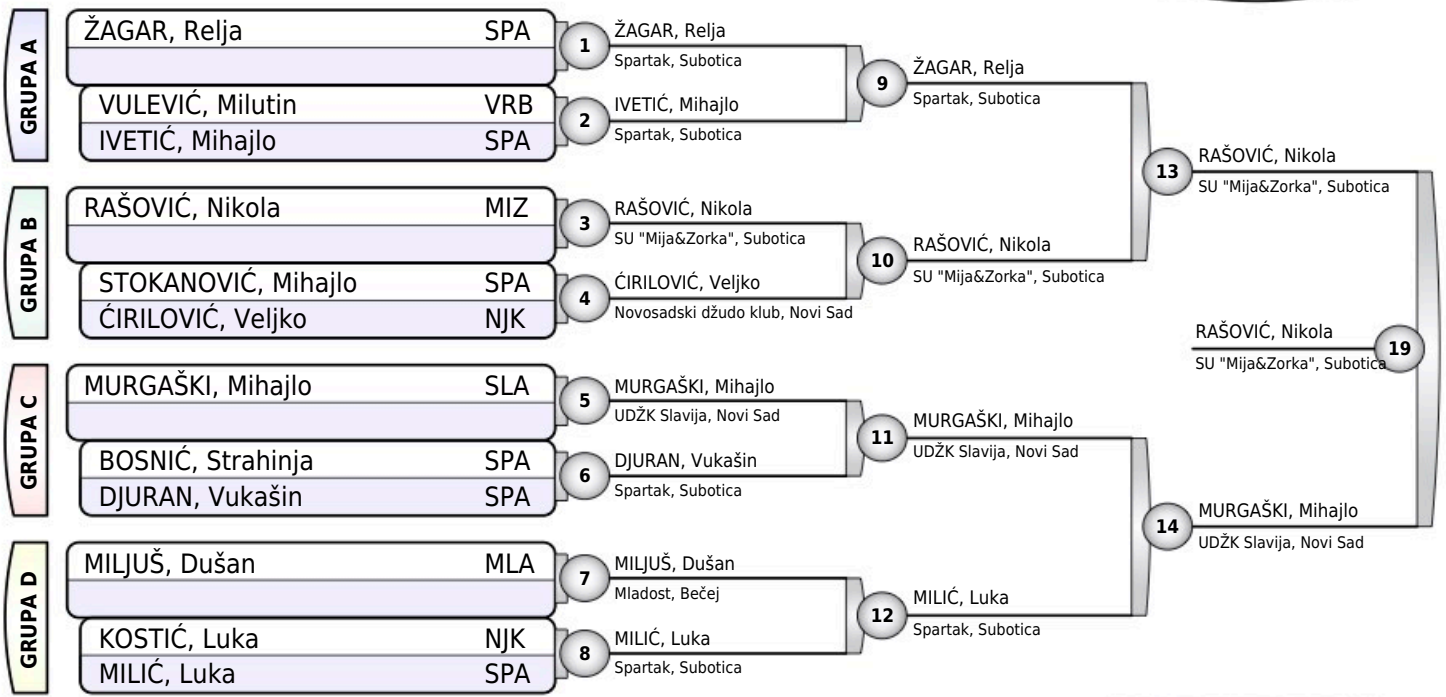 GRUPA A
ŽAGAR, Relja SPA
VULEVIĆ, Milutin VRB
IVETIĆ, Mihajlo SPA
1
ŽAGAR, Relja
Spartak, Subotica
2
IVETIĆ, Mihajlo
Spartak, Subotica
9
ŽAGAR, Relja
Spartak, Subotica
GRUPA B
RAŠOVIĆ, Nikola MIZ
STOKANOVIĆ, Mihajlo SPA
ĆIRILOVIĆ, Veljko NJK
3
RAŠOVIĆ, Nikola
SU "Mija&Zorka", Subotica
4
ĆIRILOVIĆ, Veljko
Novosadski džudo klub, Novi Sad
10
RAŠOVIĆ, Nikola
SU "Mija&Zorka", Subotica
13
RAŠOVIĆ, Nikola
SU "Mija&Zorka", Subotica
GRUPA C
MURGAŠKI, Mihajlo SLA
BOSNIĆ, Strahinja SPA
DJURAN, Vukašin SPA
5
MURGAŠKI, Mihajlo
UDŽK Slavija, Novi Sad
6
DJURAN, Vukašin
Spartak, Subotica
11
MURGAŠKI, Mihajlo
UDŽK Slavija, Novi Sad
GRUPA D
MILJUŠ, Dušan MLA
KOSTIĆ, Luka NJK
MILIĆ, Luka SPA
7
MILJUŠ, Dušan
Mladost, Bečej
8
MILIĆ, Luka
Spartak, Subotica
12
MILIĆ, Luka
Spartak, Subotica
14
MURGAŠKI, Mihajlo
UDŽK Slavija, Novi Sad
RAŠOVIĆ, Nikola
SU "Mija&Zorka", Subotica
19